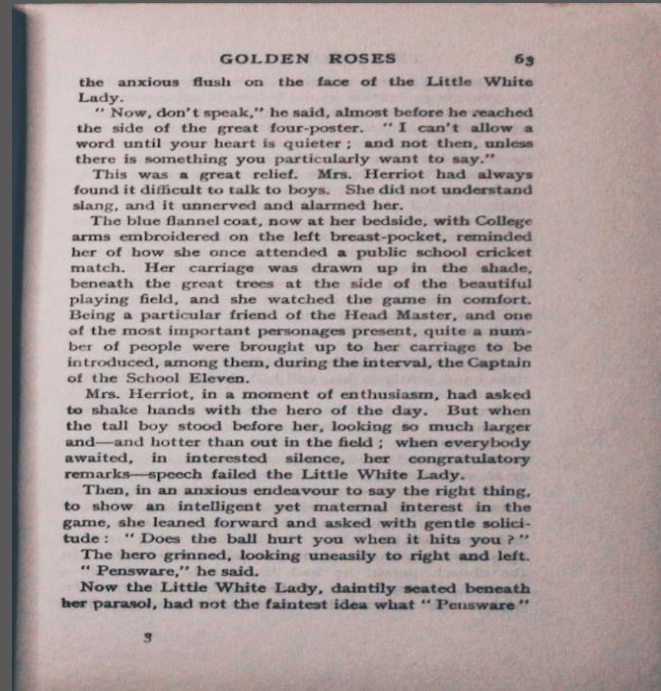 GOLDEN ROSES 63
the anxious flush on the face of the Little White
Lady.
" Now, don't speak," he said, almost before he reached
the side of the great four-poster. " I can't allow a
word until your heart is quieter ; and not then, unless
there is something you particularly want to say."
This was a great relief. Mrs. Herriot had always
found it difficult to talk to boys. She did not understand
slang, and it unnerved and alarmed her.
The blue flannel coat, now at her bedside, with College
arms embroidered on the left breast-pocket, reminded
her of how she once attended a public school cricket
match. Her carriage was drawn up in the shade,
beneath the great trees at the side of the beautiful
playing field, and she watched the game in comfort.
Being a particular friend of the Head Master, and one
of the most important personages present, quite a num-
ber of people were brought up to her carriage to be
introduced, among them, during the interval, the Captain
of the School Eleven.
Mrs. Herriot, in a moment of enthusiasm, had asked
to shake hands with the hero of the day. But when
the tall boy stood before her, looking so much larger
and—and hotter than out in the field ; when everybody
awaited, in interested silence, her congratulatory
remarks—speech failed the Little White Lady.
Then, in an anxious endeavour to say the right thing,
to show an intelligent yet maternal interest in the
game, she leaned forward and asked with gentle solici-
tude : " Does the ball hurt you when it hits you ? "
The hero grinned, looking uneasily to right and left.
" Pensware," he said.
Now the Little White Lady, daintily seated beneath
her parasol, had not the faintest idea what " Pensware "
3